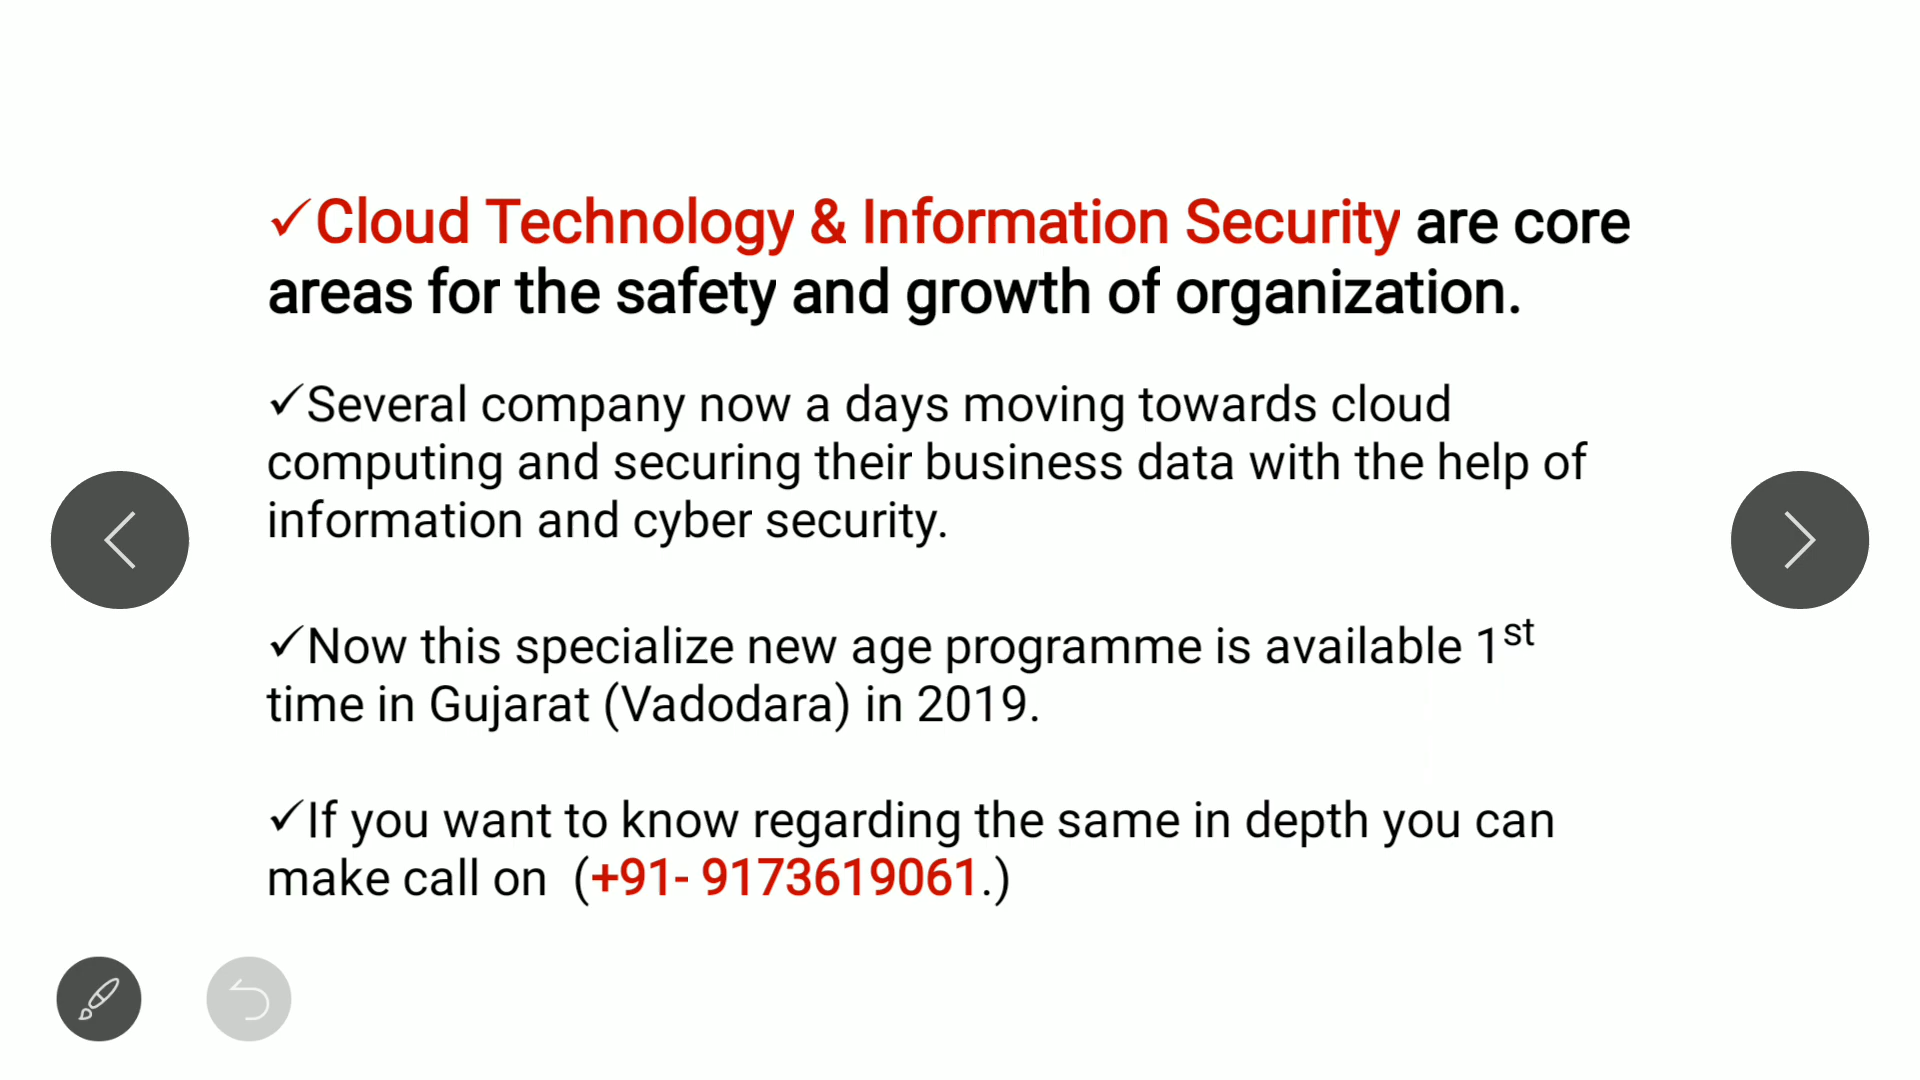 ✓Cloud Technology & Information Security are core
areas for the safety and growth of organization.
✓Several company now a days moving towards cloud
computing and securing their business data with the help of
information and cyber security.
✓Now this specialize new age programme is available 1st
time in Gujarat (Vadodara) in 2019.
✓If you want to know regarding the same in depth you can
make call on  (+91- 9173619061.)